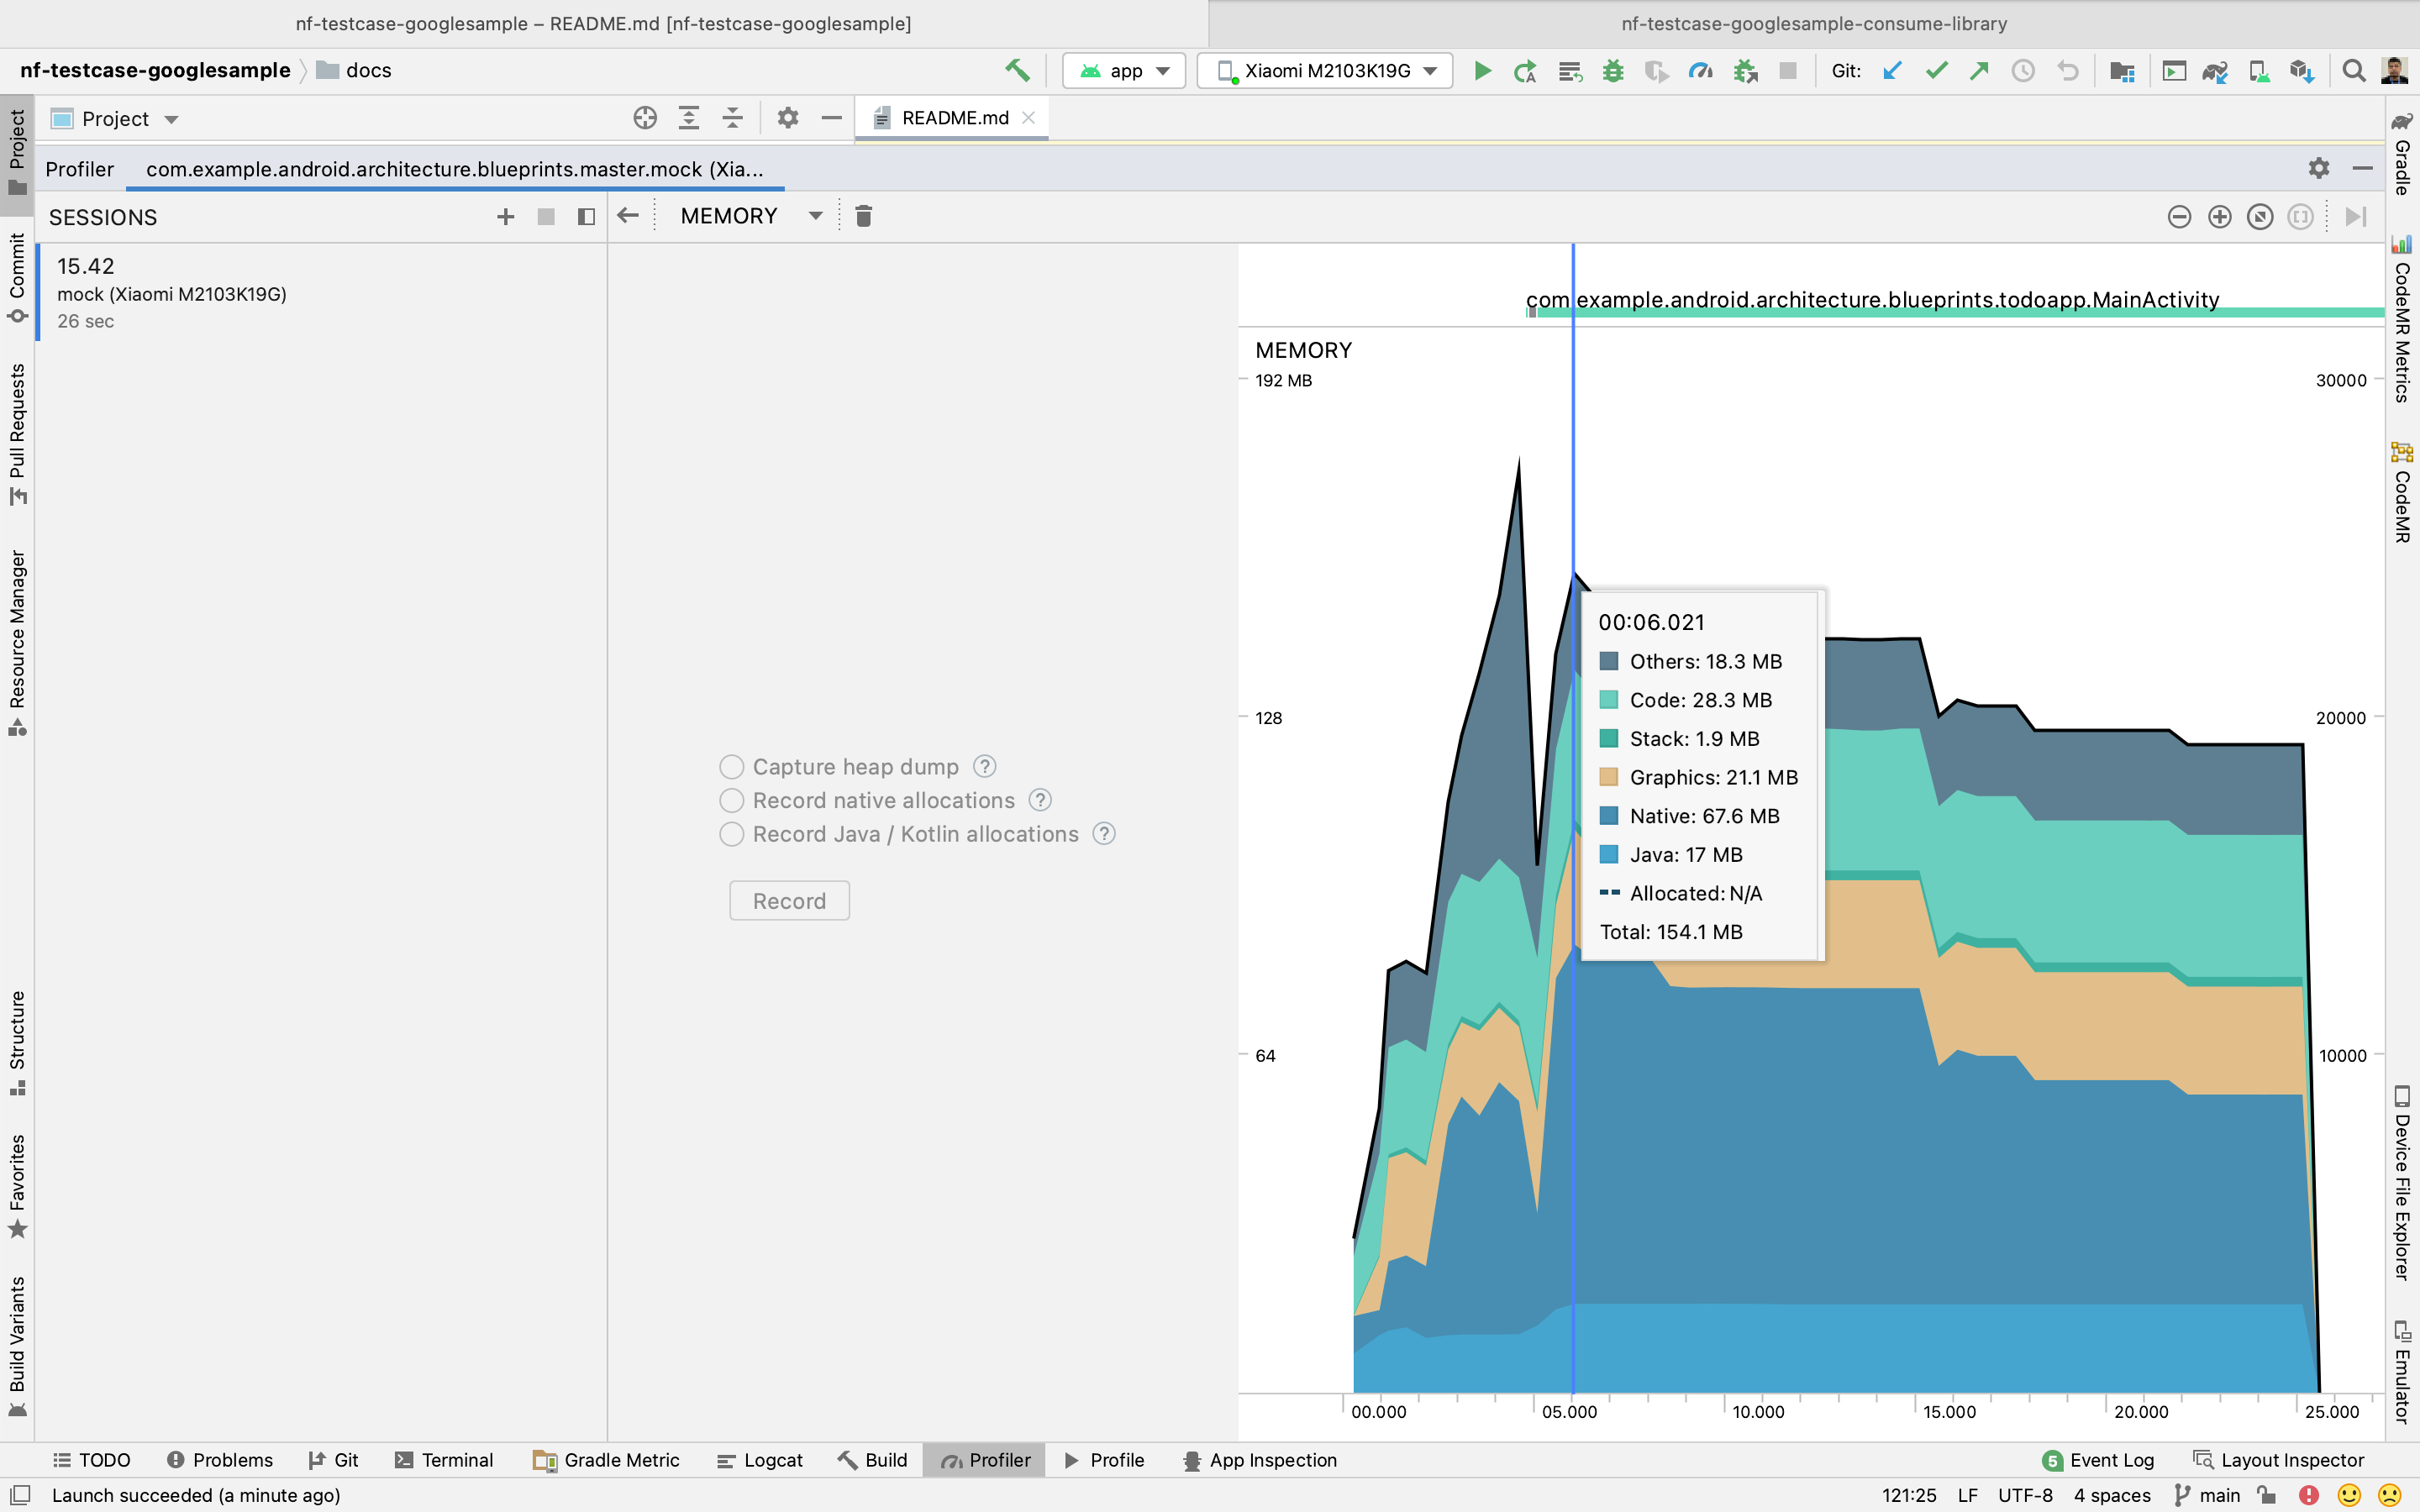 nf-testcase-googlesample – README.md [nf-testcase-googlesample]
nf-testcase-googlesample-consume-library
nf-testcase-googlesample
docs
app
Xiaomi M2103K19G
Git:
Project
README.md
Profiler
com.example.android.architecture.blueprints.master.mock (Xia...
SESSIONS
MEMORY
15.42
mock (Xiaomi M2103K19G)
26 sec
Capture heap dump ?
Record native allocations ?
Record Java / Kotlin allocations ?
Record
com.example.android.architecture.blueprints.todoapp.MainActivity
MEMORY
192 MB
128
64
30000
20000
10000
00:06.021
Others: 18.3 MB
Code: 28.3 MB
Stack: 1.9 MB
Graphics: 21.1 MB
Native: 67.6 MB
Java: 17 MB
Allocated: N/A
Total: 154.1 MB
00.000
05.000
10.000
15.000
20.000
25.000
Project
Commit
Pull Requests
Resource Manager
Structure
Favorites
Build Variants
Gradle
CodeMR Metrics
CodeMR
Device File Explorer
Emulator
TODO
Problems
Git
Terminal
Gradle Metric
Logcat
Build
Profiler
Profile
App Inspection
5 Event Log
Layout Inspector
Launch succeeded (a minute ago)
121:25
LF
UTF-8
4 spaces
main